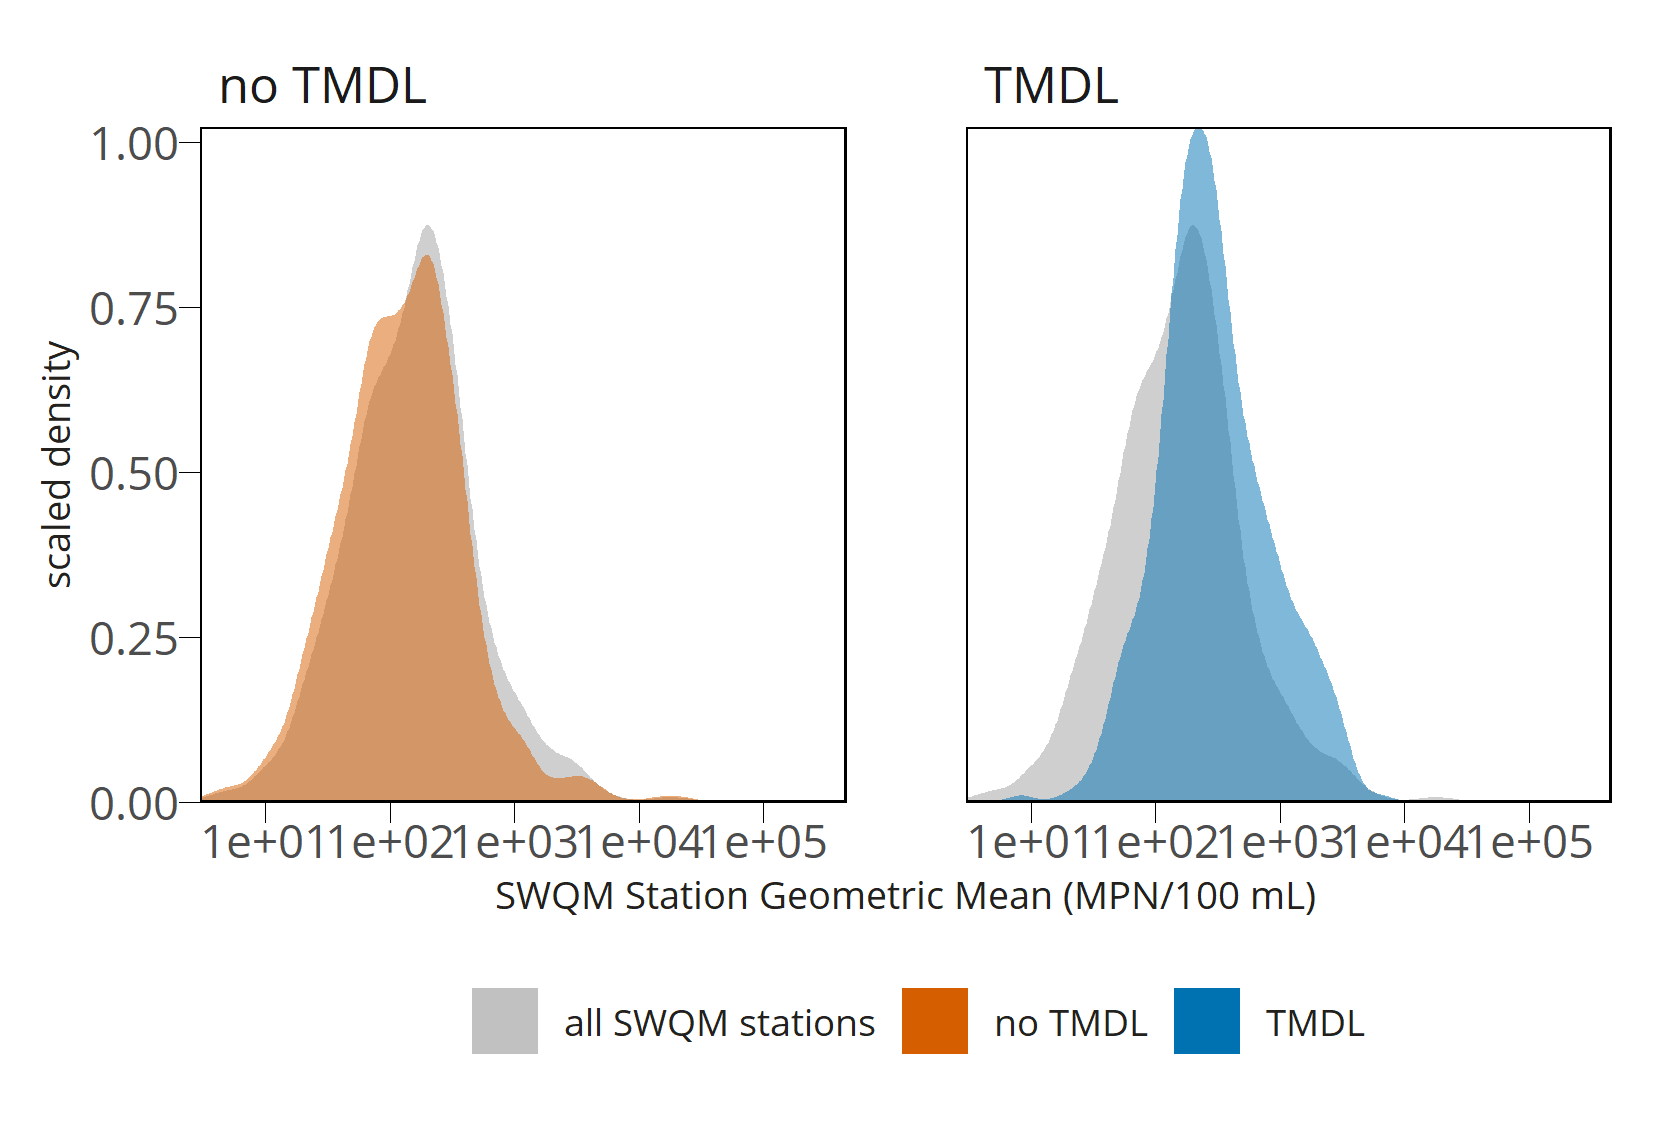 no TMDL
TMDL
1.00
0.75
0.50
0.25
0.00
scaled density
1e+01 1e+02 1e+03 1e+04 1e+05
1e+01 1e+02 1e+03 1e+04 1e+05
SWQM Station Geometric Mean (MPN/100 mL)
all SWQM stations
no TMDL
TMDL